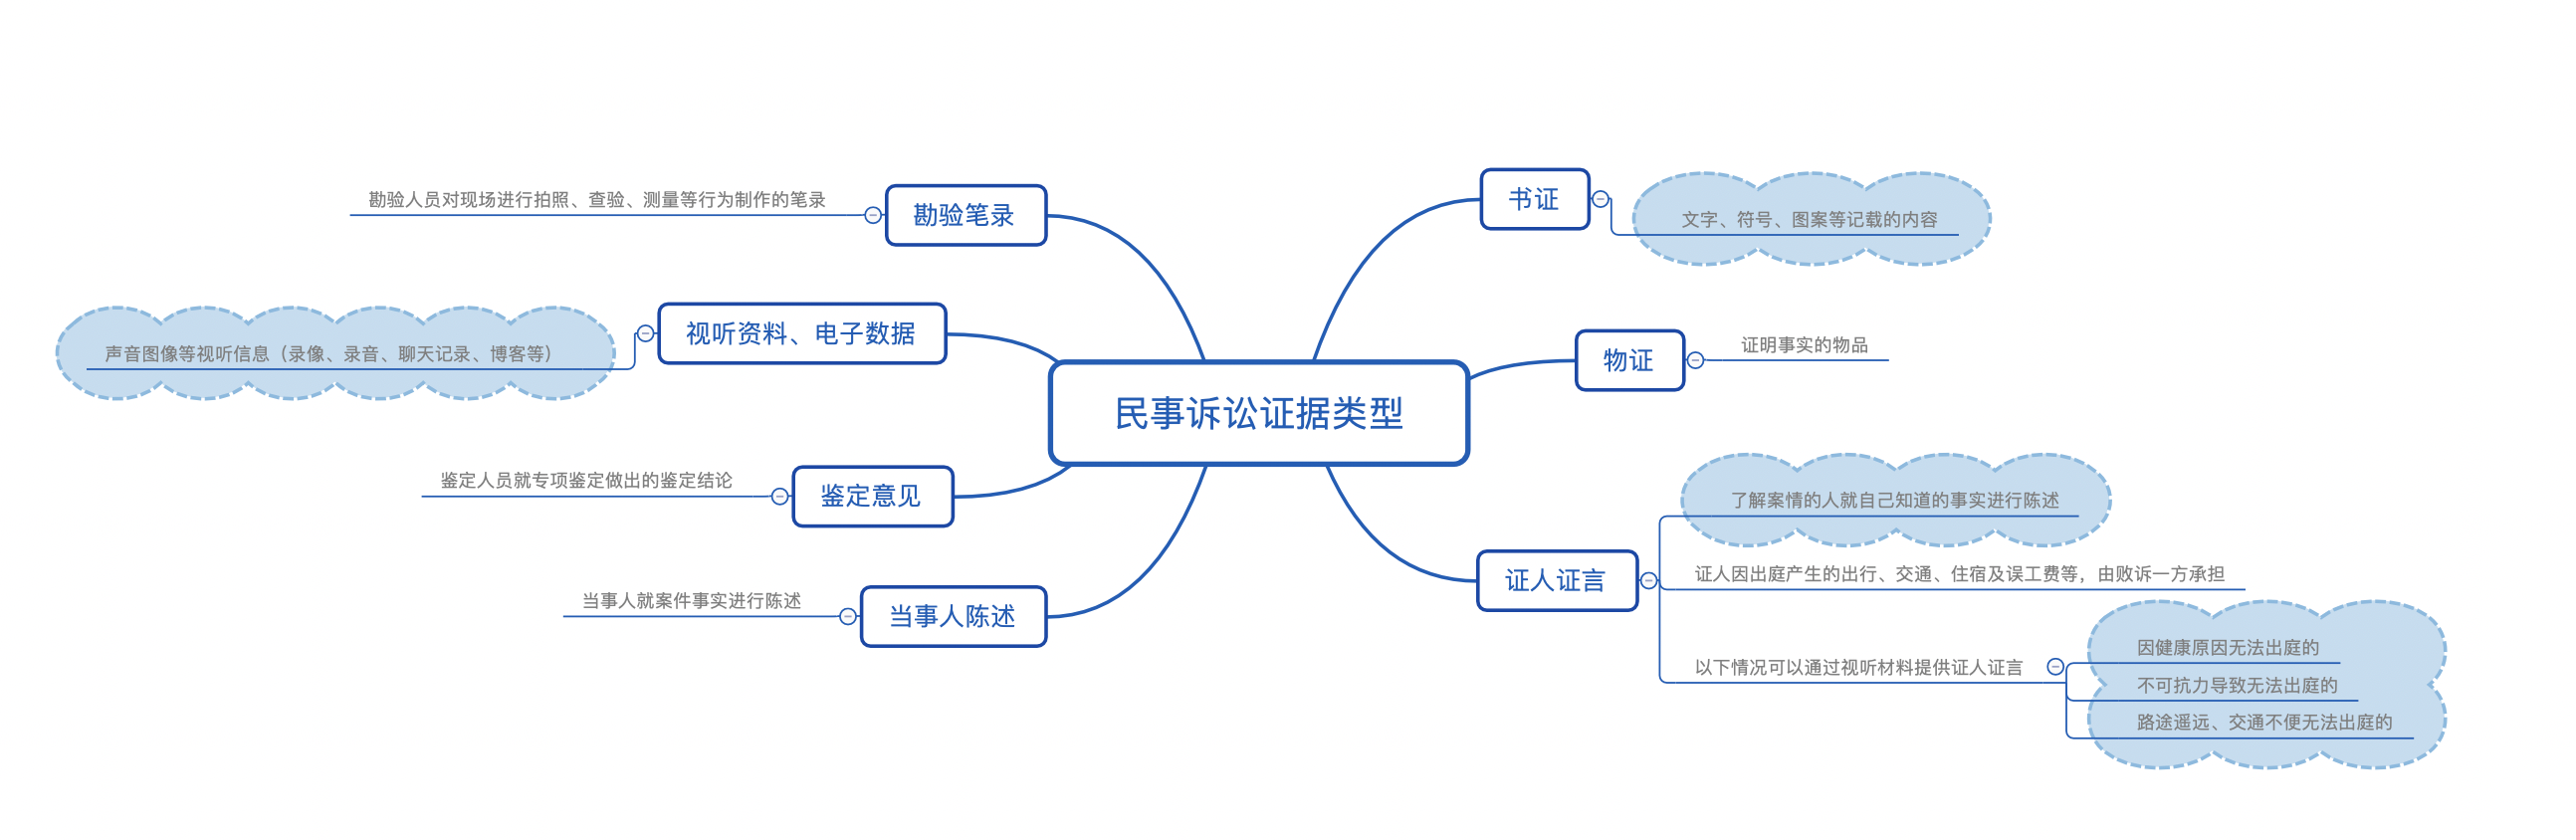 民事诉讼证据类型
书证
文字、符号、图案等记载的内容
物证
证明事实的物品
证人证言
了解案情的人就自己知道的事实进行陈述
证人因出庭产生的出行、交通、住宿及误工费等，由败诉一方承担
以下情况可以通过视听材料提供证人证言
因健康原因无法出庭的
不可抗力导致无法出庭的
路途遥远、交通不便无法出庭的
勘验笔录
勘验人员对现场进行拍照、查验、测量等行为制作的笔录
视听资料、电子数据
声音图像等视听信息（录像、录音、聊天记录、博客等）
鉴定意见
鉴定人员就专项鉴定做出的鉴定结论
当事人陈述
当事人就案件事实进行陈述